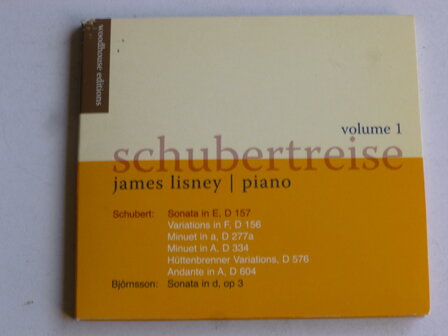 woodhouse editions
volume 1
schubertreise
james lisney | piano
Schubert: Sonata in E, D 157
Variations in F, D 156
Minuet in a, D 277a
Minuet in A, D 334
Hüttenbrenner Variations, D 576
Andante in A, D 604
Björnsson: Sonata in d, op 3